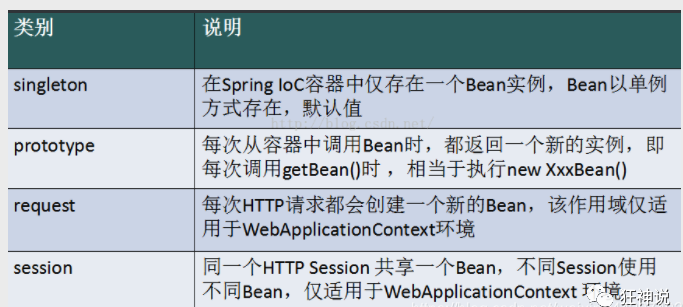 类别 说明
singleton 在Spring IoC容器中仅存在一个Bean实例，Bean以单例
方式存在，默认值
http://blog.csdn.net/
prototype 每次从容器中调用Bean时，都返回一个新的实例，即
每次调用getBean()时 ，相当于执行new XxxBean()
request 每次HTTP请求都会创建一个新的Bean，该作用域仅适
用于WebApplicationContext环境
session 同一个HTTP Session 共享一个Bean，不同Session使用
不同Bean，仅适用于WebApplicationContext 环境
狂神说